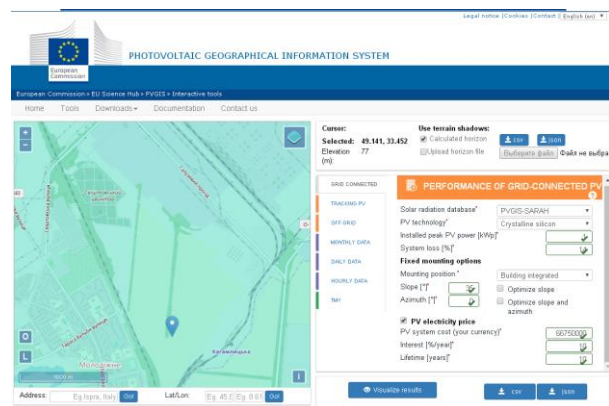 Legal notice |Cookies |Contact | English (en)
European
Commission
PHOTOVOLTAIC GEOGRAPHICAL INFORMATION SYSTEM
European Commission > EU Science Hub > PVGIS > Interactive tools
Home Tools Downloads Documentation Contact us
Cursor:
Selected: 49.141, 33.452
Elevation 77
(m):
Use terrain shadows:
Calculated horizon
csv json
Upload horizon file
Выберите файл Файл не выбра
GRID CONNECTED
TRACKING PV
OFF-GRID
MONTHLY DATA
DAILY DATA
HOURLY DATA
TMY
PERFORMANCE OF GRID-CONNECTED PV
?
Solar radiation database* PVGIS-SARAH
PV technology* Crystalline silicon
Installed peak PV power [kWp]*
System loss [%]*
Fixed mounting options
Mounting position * Building integrated
Slope [°]* Optimize slope
Azimuth [°]* Optimize slope and
azimuth
PV electricity price
PV system cost (your currency)* 66750000
Interest [%/year]*
Lifetime [years]*
+
-
O
L
i
Молодіжне
Address: Eg. Ispra, Italy Go! Lat/Lon: Go!
Visualize results
csv json